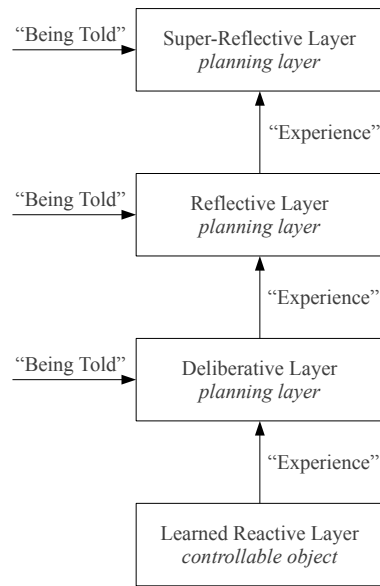 “Being Told”
Super-Reflective Layer
planning layer
“Experience”
“Being Told”
Reflective Layer
planning layer
“Experience”
“Being Told”
Deliberative Layer
planning layer
“Experience”
Learned Reactive Layer
controllable object